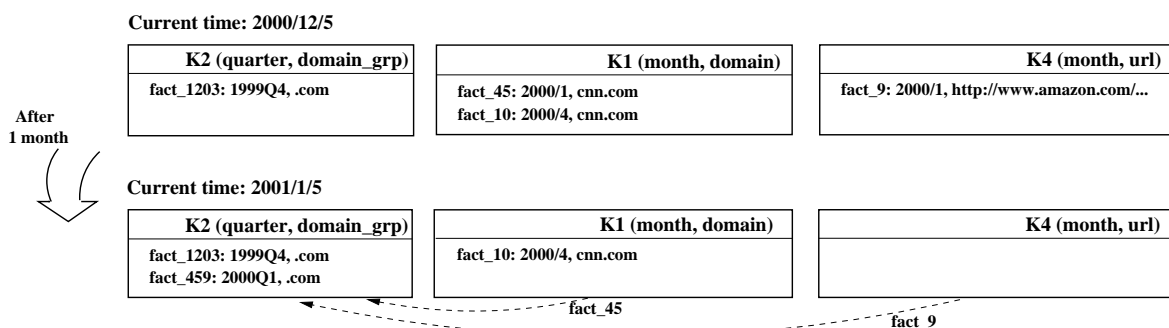 Current time: 2000/12/5
K2 (quarter, domain_grp)
fact_1203: 1999Q4, .com
K1 (month, domain)
fact_45: 2000/1, cnn.com
fact_10: 2000/4, cnn.com
K4 (month, url)
fact_9: 2000/1, http://www.amazon.com/...
After
1 month
Current time: 2001/1/5
K2 (quarter, domain_grp)
fact_1203: 1999Q4, .com
fact_459: 2000Q1, .com
K1 (month, domain)
fact_10: 2000/4, cnn.com
K4 (month, url)
fact_45
fact_9